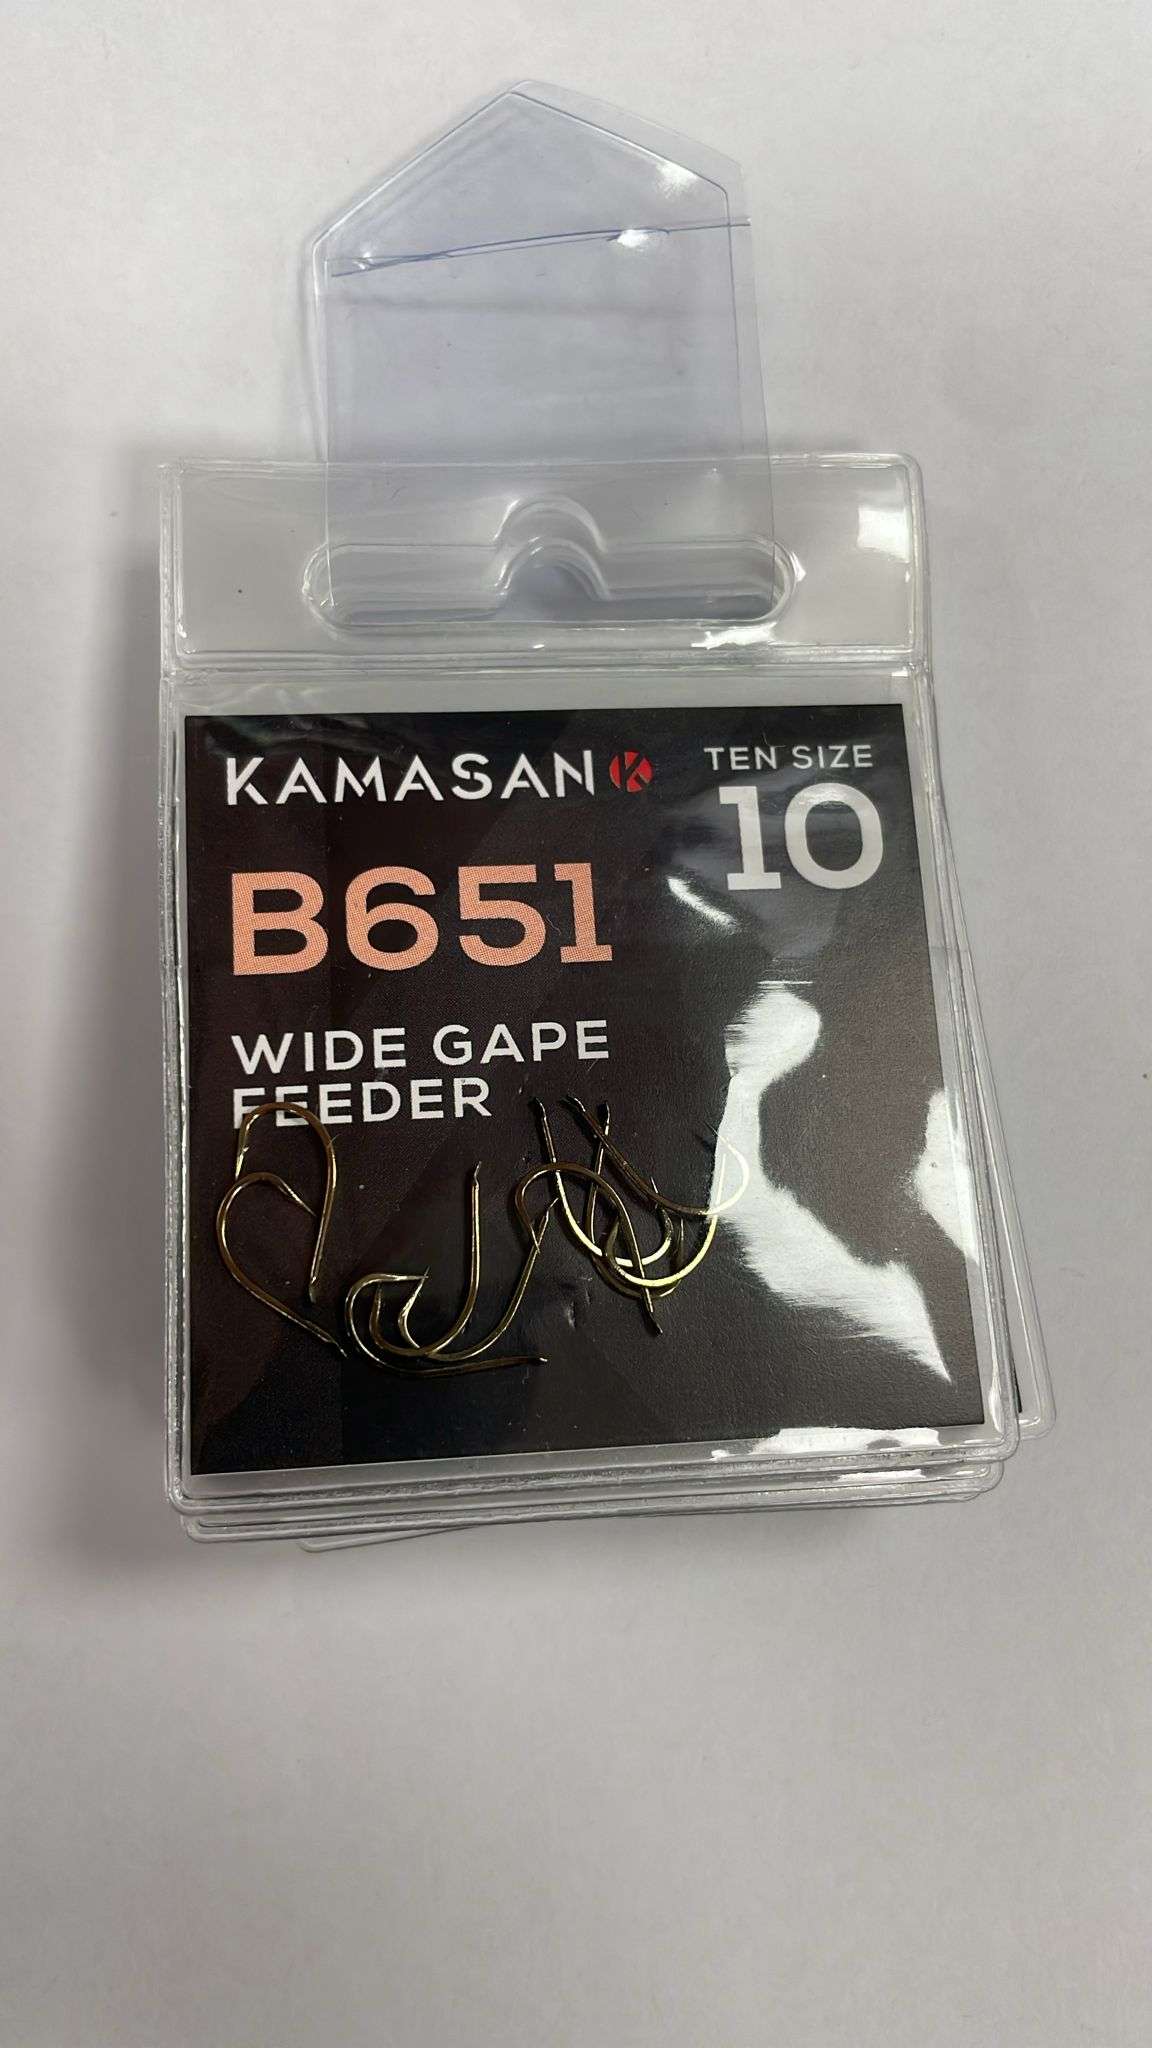 KAMASAN K
TEN SIZE
10
B651
WIDE GAPE
FEEDER